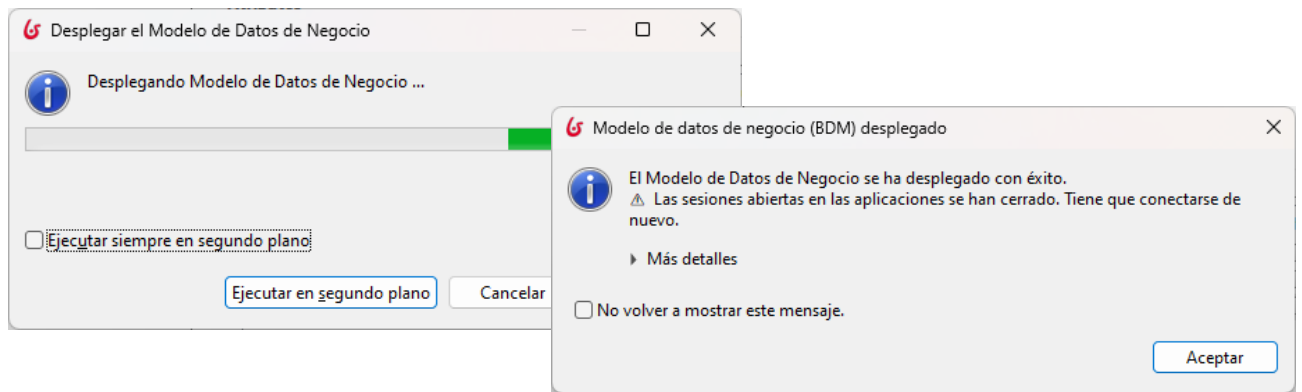 Desplegar el Modelo de Datos de Negocio
Desplegando Modelo de Datos de Negocio ...
Ejecutar siempre en segundo plano
Ejecutar en segundo plano
Cancelar
Modelo de datos de negocio (BDM) desplegado
El Modelo de Datos de Negocio se ha desplegado con éxito.
⚠ Las sesiones abiertas en las aplicaciones se han cerrado. Tiene que conectarse de
nuevo.
Más detalles
No volver a mostrar este mensaje.
Aceptar